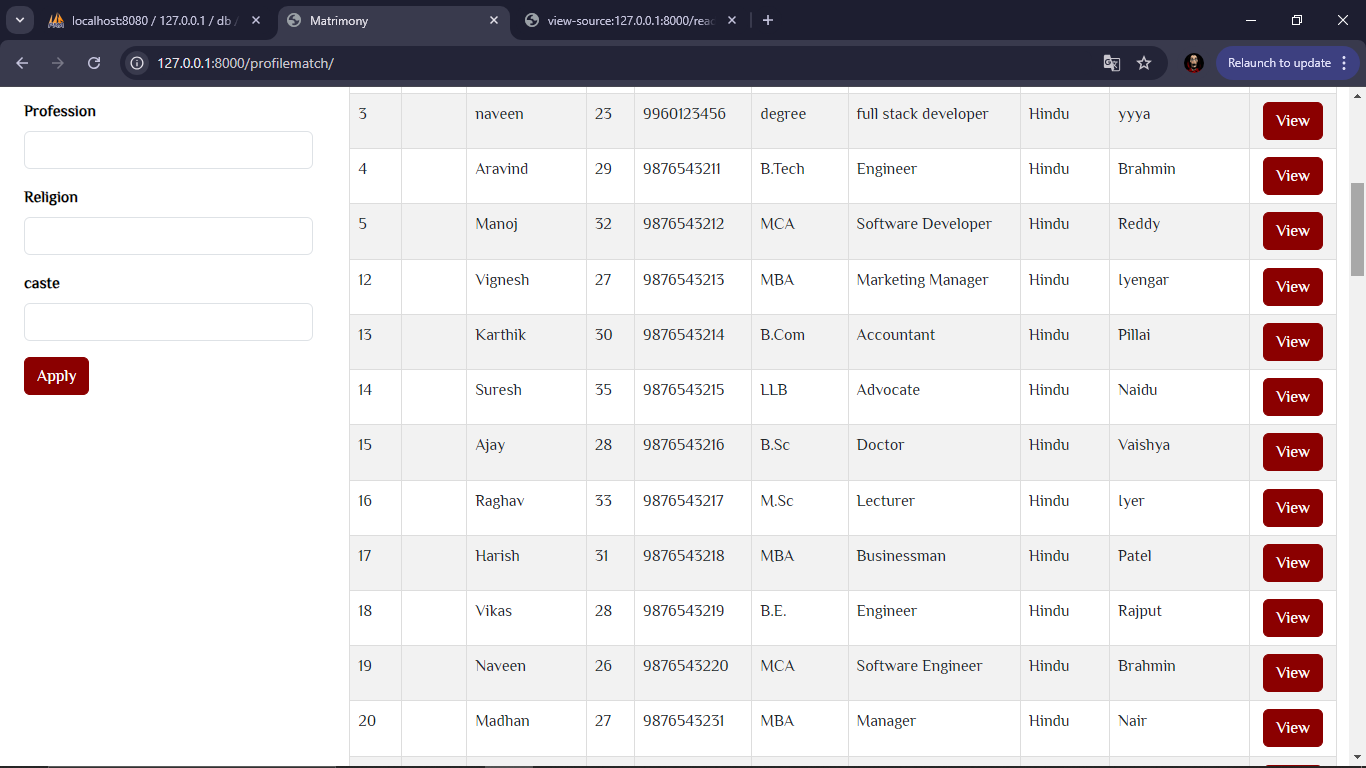 localhost:8080 / 127.0.0.1 / db /
Matrimony
view-source:127.0.0.1:8000/read
127.0.0.1:8000/profilematch/
Relaunch to update
Profession
Religion
caste
Apply
3 naveen 23 9960123456 degree full stack developer Hindu yyya View
4 Aravind 29 9876543211 B.Tech Engineer Hindu Brahmin View
5 Manoj 32 9876543212 MCA Software Developer Hindu Reddy View
12 Vignesh 27 9876543213 MBA Marketing Manager Hindu Iyengar View
13 Karthik 30 9876543214 B.Com Accountant Hindu Pillai View
14 Suresh 35 9876543215 LLB Advocate Hindu Naidu View
15 Ajay 28 9876543216 B.Sc Doctor Hindu Vaishya View
16 Raghav 33 9876543217 M.Sc Lecturer Hindu Iyer View
17 Harish 31 9876543218 MBA Businessman Hindu Patel View
18 Vikas 28 9876543219 B.E. Engineer Hindu Rajput View
19 Naveen 26 9876543220 MCA Software Engineer Hindu Brahmin View
20 Madhan 27 9876543231 MBA Manager Hindu Nair View